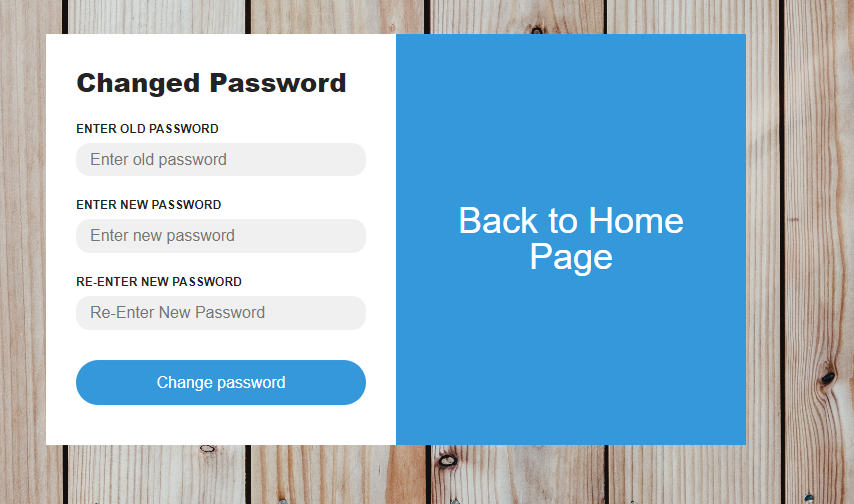 Changed Password
ENTER OLD PASSWORD
Enter old password
ENTER NEW PASSWORD
Enter new password
RE-ENTER NEW PASSWORD
Re-Enter New Password
Change password
Back to Home
Page